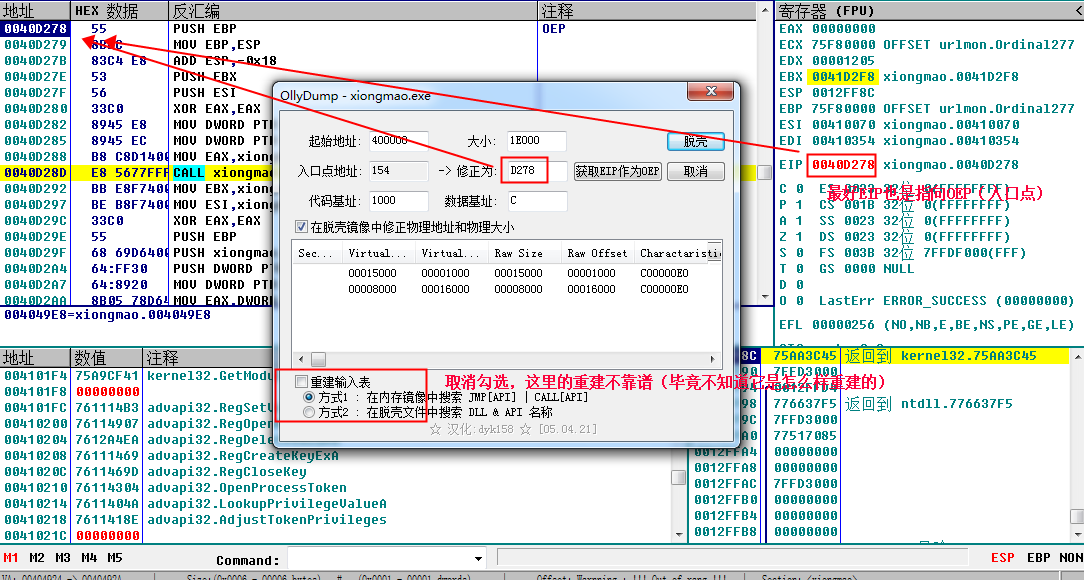 地址 HEX 数据 反汇编 注释
0040D278 55 PUSH EBP OEP
0040D279 MOV EBP,ESP
0040D27B 83C4 E8 ADD ESP,-0x18
0040D27E 53 PUSH EBX
0040D27F 56 PUSH ESI
0040D280 33C0 XOR EAX,EAX
0040D282 8945 E8 MOV DWORD PTR
0040D285 8945 EC MOV DWORD PTR
0040D288 B8 C8D1400 MOV EAX,xiong
0040D28D E8 5677FFF CALL xiongma
0040D292 BB E8F740 MOV EBX,xiong
0040D297 BE B8F740 MOV ESI,xiong
0040D29C 33C0 XOR EAX,EAX
0040D29E 55 PUSH EBP
0040D29F 68 69D6400 PUSH xiongma
0040D2A4 64:FF30 PUSH DWORD P
0040D2A7 64:8920 MOV DWORD PT
0040D2AA 8B05 78D64 MOV EAX,DWOR
004049E8=xiongmao.004049E8
寄存器 (FPU)
EAX 00000000
ECX 75F80000 OFFSET urlmon.Ordinal277
EDX 00001205
EBX 0041D2F8 xiongmao.0041D2F8
ESP 0012FF8C
EBP 75F80000 OFFSET urlmon.Ordinal277
ESI 00410070 xiongmao.00410070
EDI 00410354 xiongmao.00410354
EIP 0040D278 xiongmao.0040D278
最好EIP也是指向OEP（入口点）
C 0 ES 0023 32位 0(FFFFFFFF)
P 1 CS 001B 32位 0(FFFFFFFF)
A 1 SS 0023 32位 0(FFFFFFFF)
Z 1 DS 0023 32位 0(FFFFFFFF)
S 0 FS 003B 32位 7FFDF000(FFF)
T 0 GS 0000 NULL
D 0
O 0 LastErr ERROR_SUCCESS (00000000)
EFL 00000256 (NO,NB,E,BE,NS,PE,GE,LE)
OllyDump - xiongmao.exe
起始地址: 400000 大小: 1E000 脱壳
入口点地址: 154 -> 修正为: D278 获取EIP作为OEP 取消
代码基址: 1000 数据基址: C
在脱壳镜像中修正物理地址和物理大小
Sec... Virtual... Virtual... Raw Size Raw Offset Charactaristic
00015000 00001000 00015000 00001000 C00000E0
00008000 00016000 00008000 00016000 C00000E0
重建输入表
取消勾选，这里的重建不靠谱（毕竟不知道它是怎么样重建的）
方式1 : 在内存镜像中搜索 JMP[API] | CALL[API]
方式2 : 在脱壳文件中搜索 DLL & API 名称
☆ 汉化:dyk158 ☆ [05.04.21]
地址 数值 注释
004101F4 75A9CF41 kernel32.GetModu
004101F8 00000000
004101FC 761114B3 advapi32.RegSetV
00410200 76114907 advapi32.RegOpen
00410204 7612A4EA advapi32.RegDele
00410208 76111469 advapi32.RegCreateKeyExA
0041020C 7611469D advapi32.RegCloseKey
00410210 76114304 advapi32.OpenProcessToken
00410214 7611404A advapi32.LookupPrivilegeValueA
00410218 7611418E advapi32.AdjustTokenPrivileges
0041021C 00000000
8C 75AA3C45 返回到 kernel32.75AA3C45
7FFD3000
98 776637F5 返回到 ntdll.776637F5
9C 7FFD3000
A0 77517085
0012FFA4 00000000
0012FFA8 00000000
0012FFAC 7FFD3000
0012FFB0 00000000
0012FFB4 00000000
0012FFB8 00000000
M1 M2 M3 M4 M5 Command: ESP EBP NON